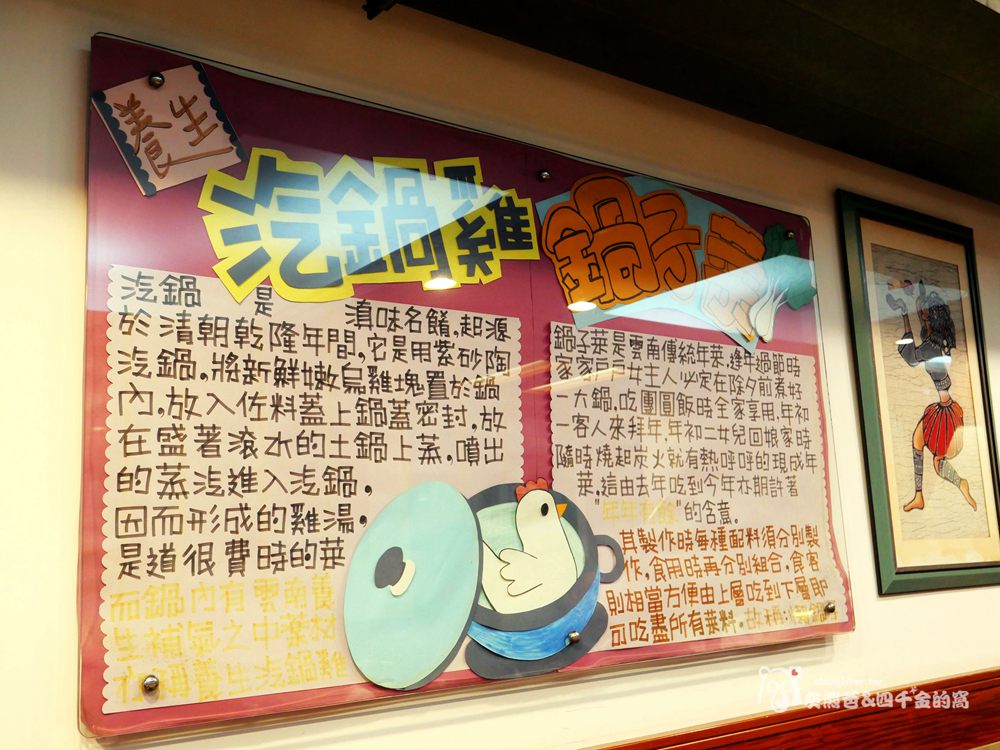 養生
汽鍋雞
汽鍋 是 滇味名餚,起源
於清朝乾隆年間,它是用紫砂陶
汽鍋,將新鮮嫩烏雞塊置於鍋
內,放入佐料蓋上鍋蓋密封,放
在盛著滾水的土鍋上蒸,噴出
的蒸汽進入汽鍋,
因而形成的雞湯,
是道很費時的菜
而鍋內有雲南養
生補氣之中藥材
養生汽鍋雞
鍋子菜
鍋子菜是雲南傳統年菜,逢年過節時
家家戶戶女主人必定在除夕前煮好
一大鍋,吃團圓飯時全家享用,年初
一客人來拜年,年初二女兒回娘家時
隨時燒起炭火就有熱呼呼的現成年
菜,這由去年吃到今年亦期許著
"年年有餘"的含意。
其製作時每種配料須分別製
作,食用時再分別組合,食客
則相當方便由上層吃到下層即
可吃盡所有菜料,故稱:鍋子
daughter.tw
灰熊爸&四千金的窩